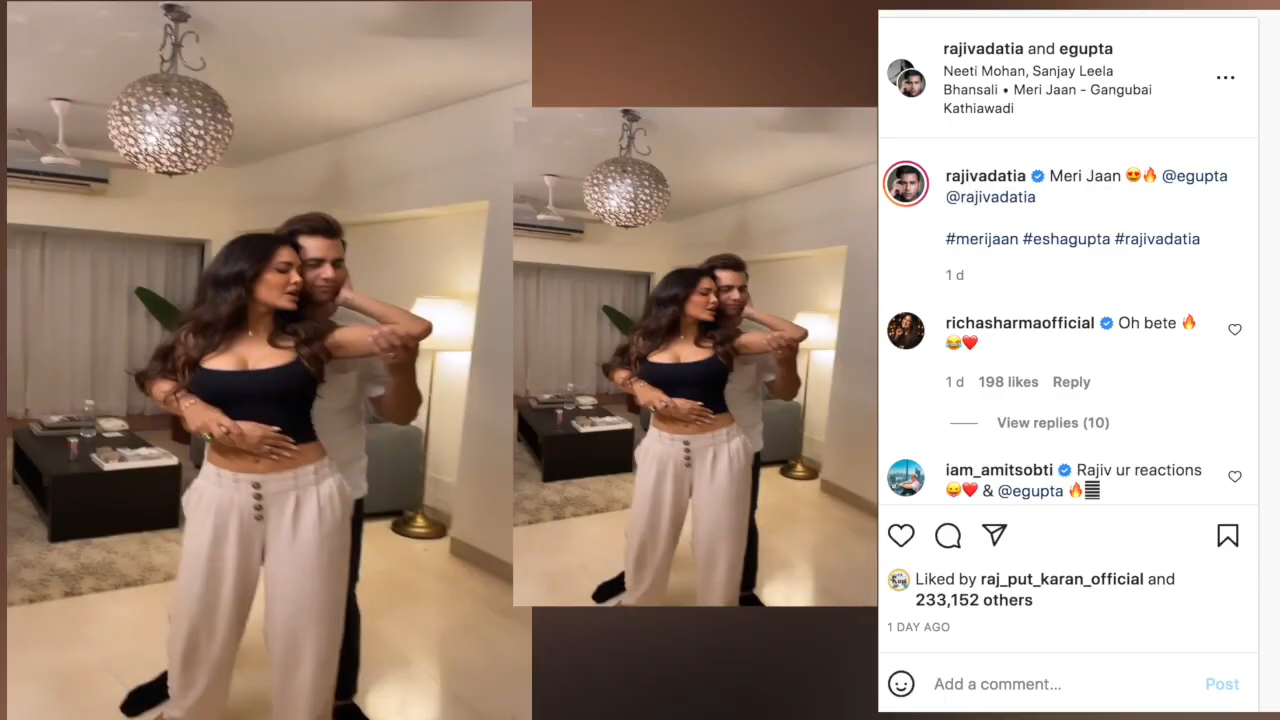 rajivadatia and egupta
Neeti Mohan, Sanjay Leela
Bhansali • Meri Jaan - Gangubai
Kathiawadi
rajivadatia Meri Jaan 😍🔥 @egupta
@rajivadatia
#merijaan #eshagupta #rajivadatia
1 d
richasharmaofficial Oh bete 🔥
😂❤️
1 d 198 likes Reply
View replies (10)
iam_amitsobti Rajiv ur reactions
😛❤️ & @egupta 🔥
Liked by raj_put_karan_official and
233,152 others
1 DAY AGO
Add a comment... Post